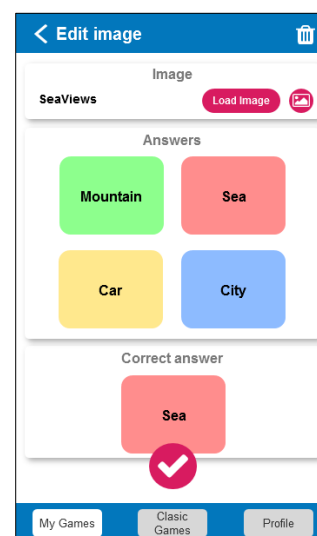 Edit image
Image
SeaViews
Load Image
Answers
Mountain
Sea
Car
City
Correct answer
Sea
My Games
Clasic
Games
Profile